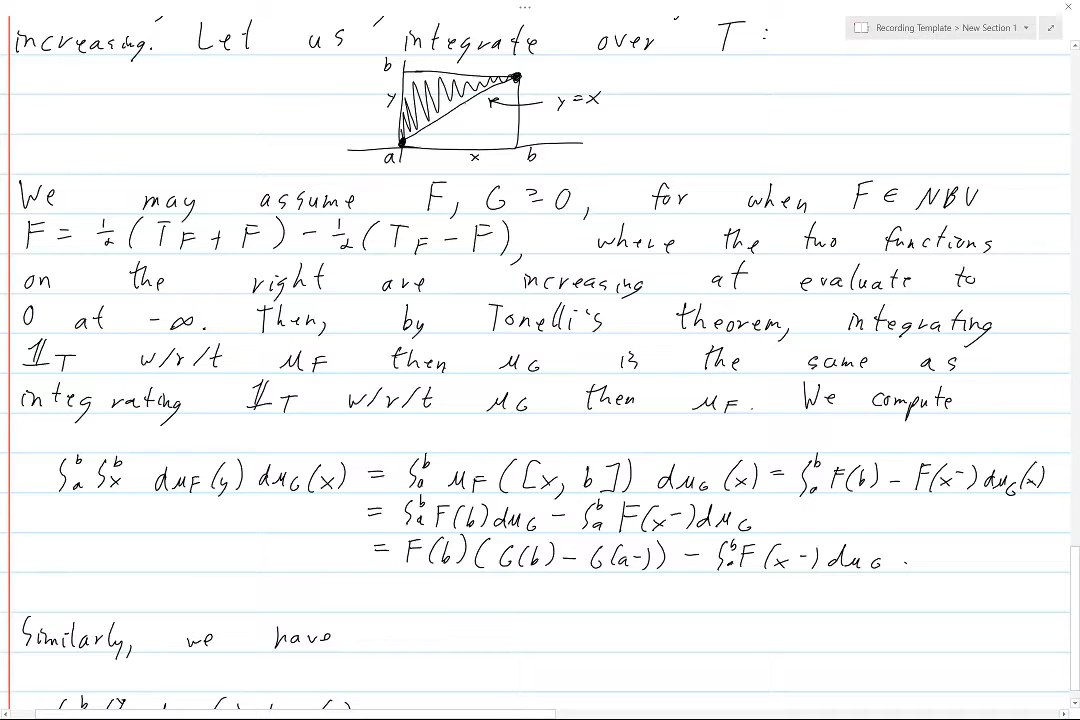 Recording Template > New Section 1
increasing. Let us integrate over T:
b
y
y = x
a x b
We may assume F, G ≥ 0, for when F ∈ NBV
F = ½(T_F + F) - ½(T_F - F), where the two functions
on the right are increasing at evaluate to
0 at -∞. Then, by Tonelli's theorem, integrating
𝟙_T w/r/t μ_F then μ_G is the same as
integrating 𝟙_T w/r/t μ_G then μ_F. We compute
∫_a^b ∫_x^b dμ_F(y) dμ_G(x) = ∫_a^b μ_F([x, b]) dμ_G(x) = ∫_a^b F(b) - F(x-) dμ_G(x)
= ∫_a^b F(b) dμ_G - ∫_a^b F(x-) dμ_G
= F(b)(G(b) - G(a-)) - ∫_a^b F(x-) dμ_G.
Similarly, we have